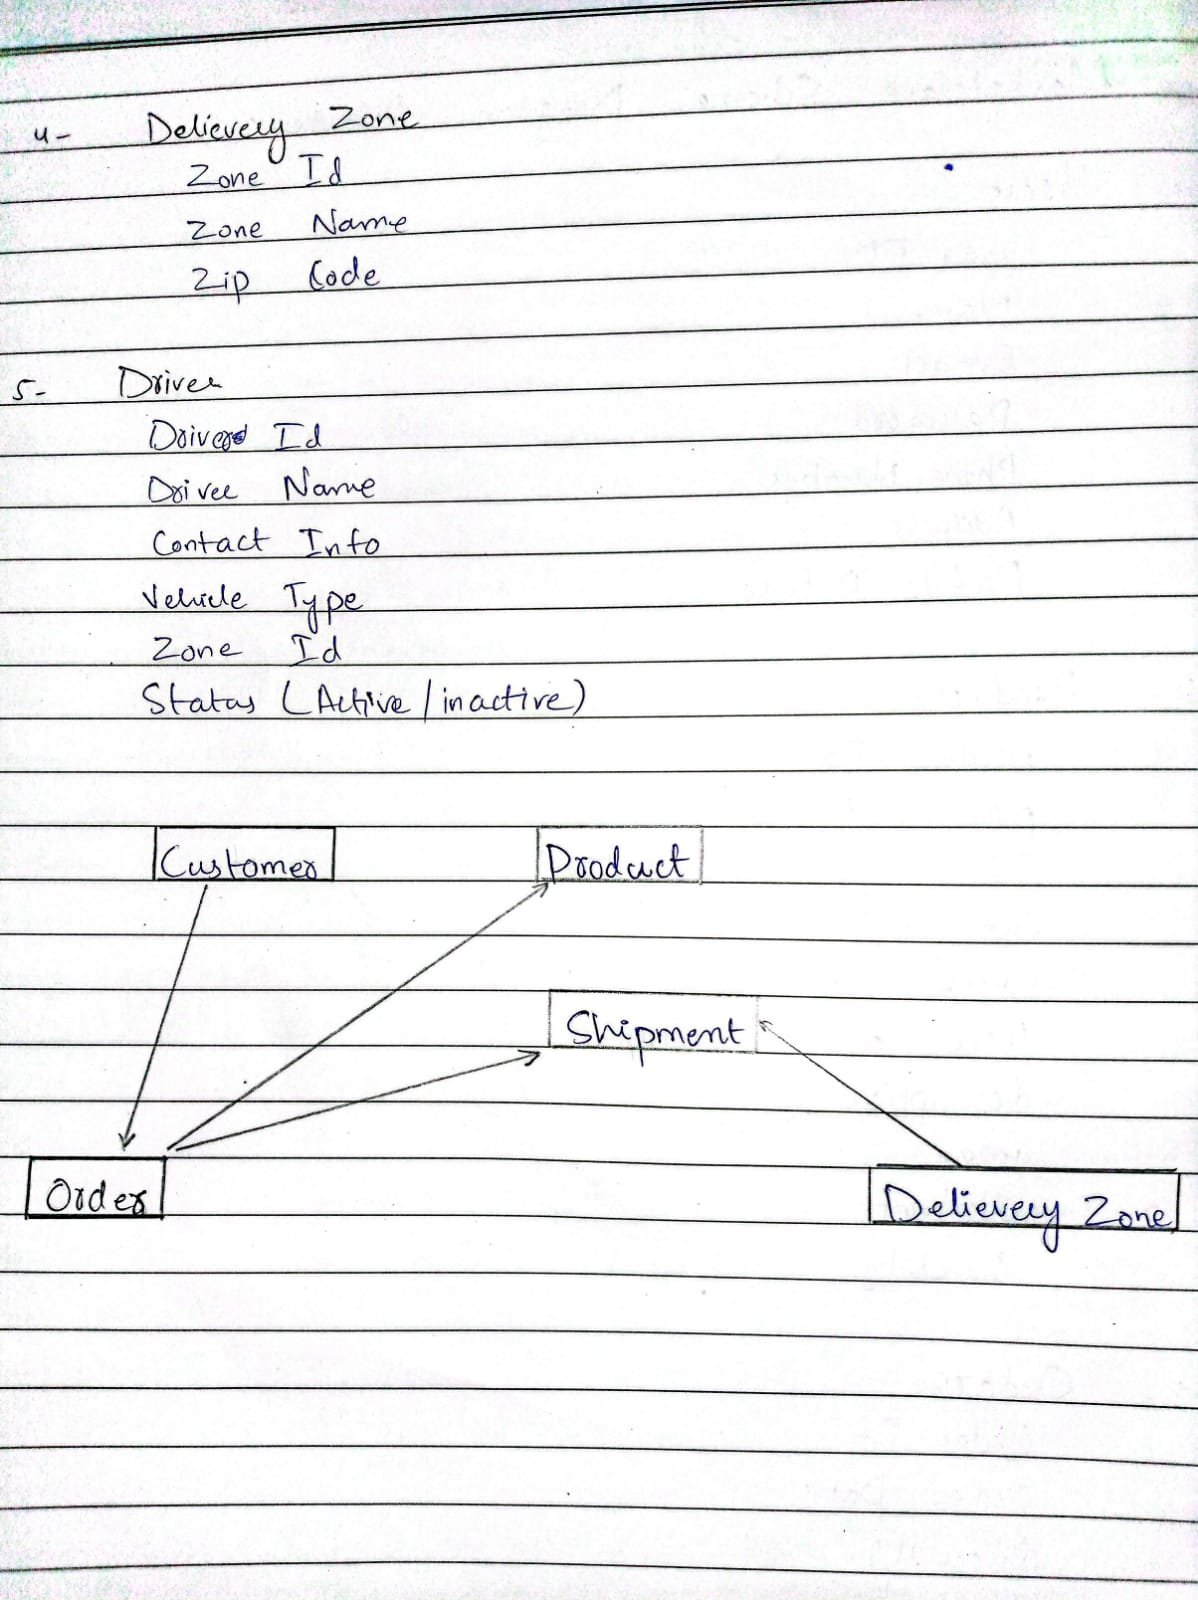 4- Delievery Zone
Zone Id
Zone Name
Zip Code
5- Driver
Driver Id
Driver Name
Contact Info
Vehicle Type
Zone Id
Status (Active/inactive)
Customer
Product
Shipment
Order
Delievery Zone